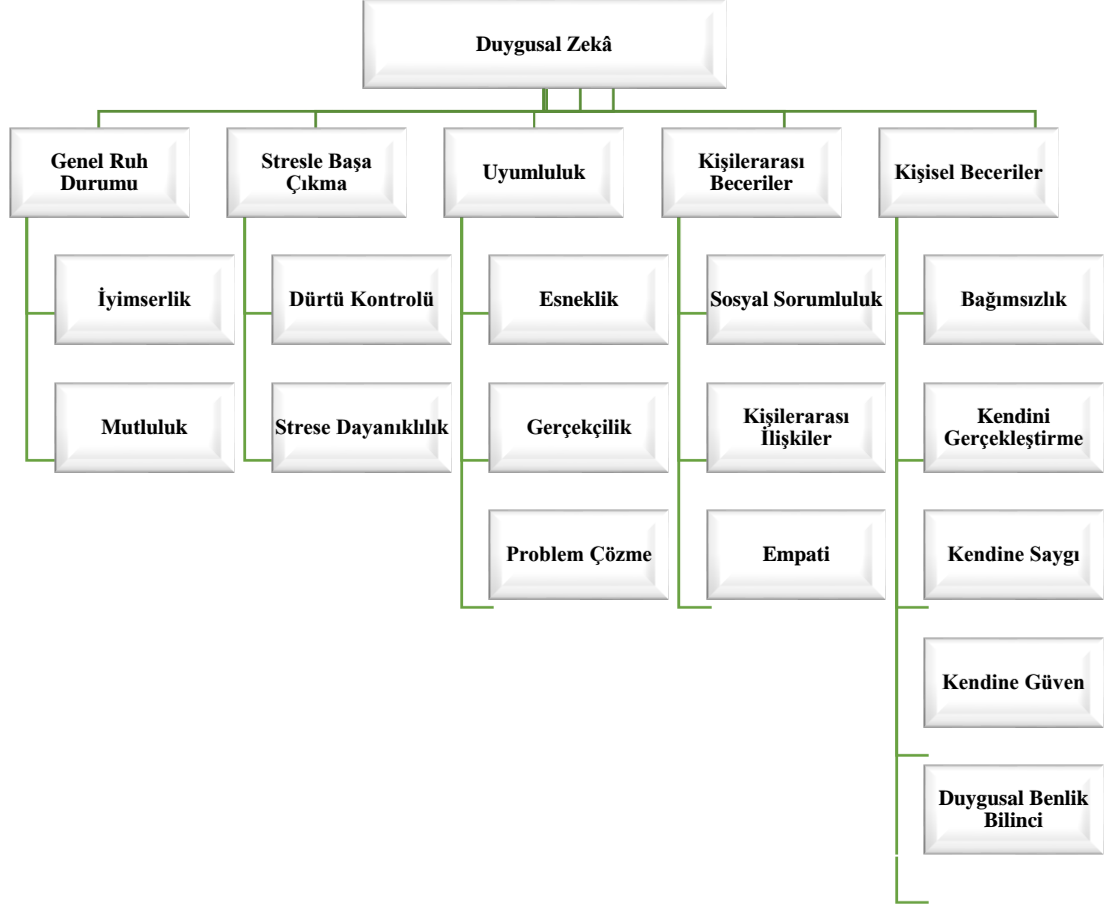 Duygusal Zekâ
Genel Ruh
Durumu
Stresle Başa
Çıkma
Uyumluluk
Kişilerarası
Beceriler
Kişisel Beceriler
İyimserlik
Dürtü Kontrolü
Esneklik
Sosyal Sorumluluk
Bağımsızlık
Mutluluk
Strese Dayanıklılık
Gerçekçilik
Kişilerarası
İlişkiler
Kendini
Gerçekleştirme
Problem Çözme
Empati
Kendine Saygı
Kendine Güven
Duygusal Benlik
Bilinci